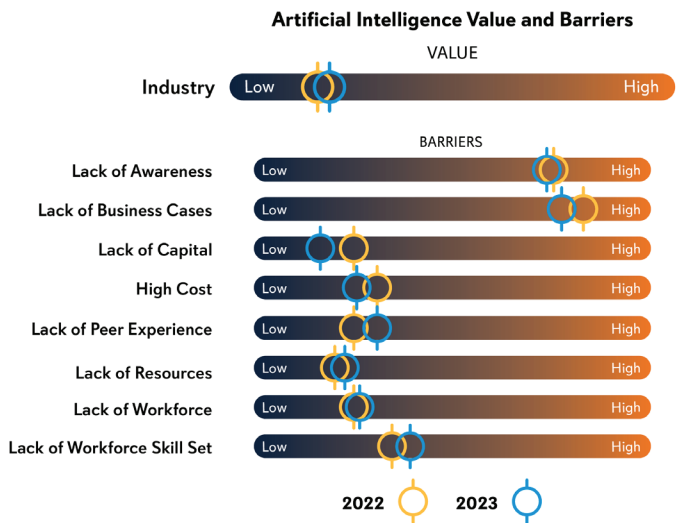 Artificial Intelligence Value and Barriers
VALUE
Industry Low High
BARRIERS
Lack of Awareness Low High
Lack of Business Cases Low High
Lack of Capital Low High
High Cost Low High
Lack of Peer Experience Low High
Lack of Resources Low High
Lack of Workforce Low High
Lack of Workforce Skill Set Low High
2022 2023